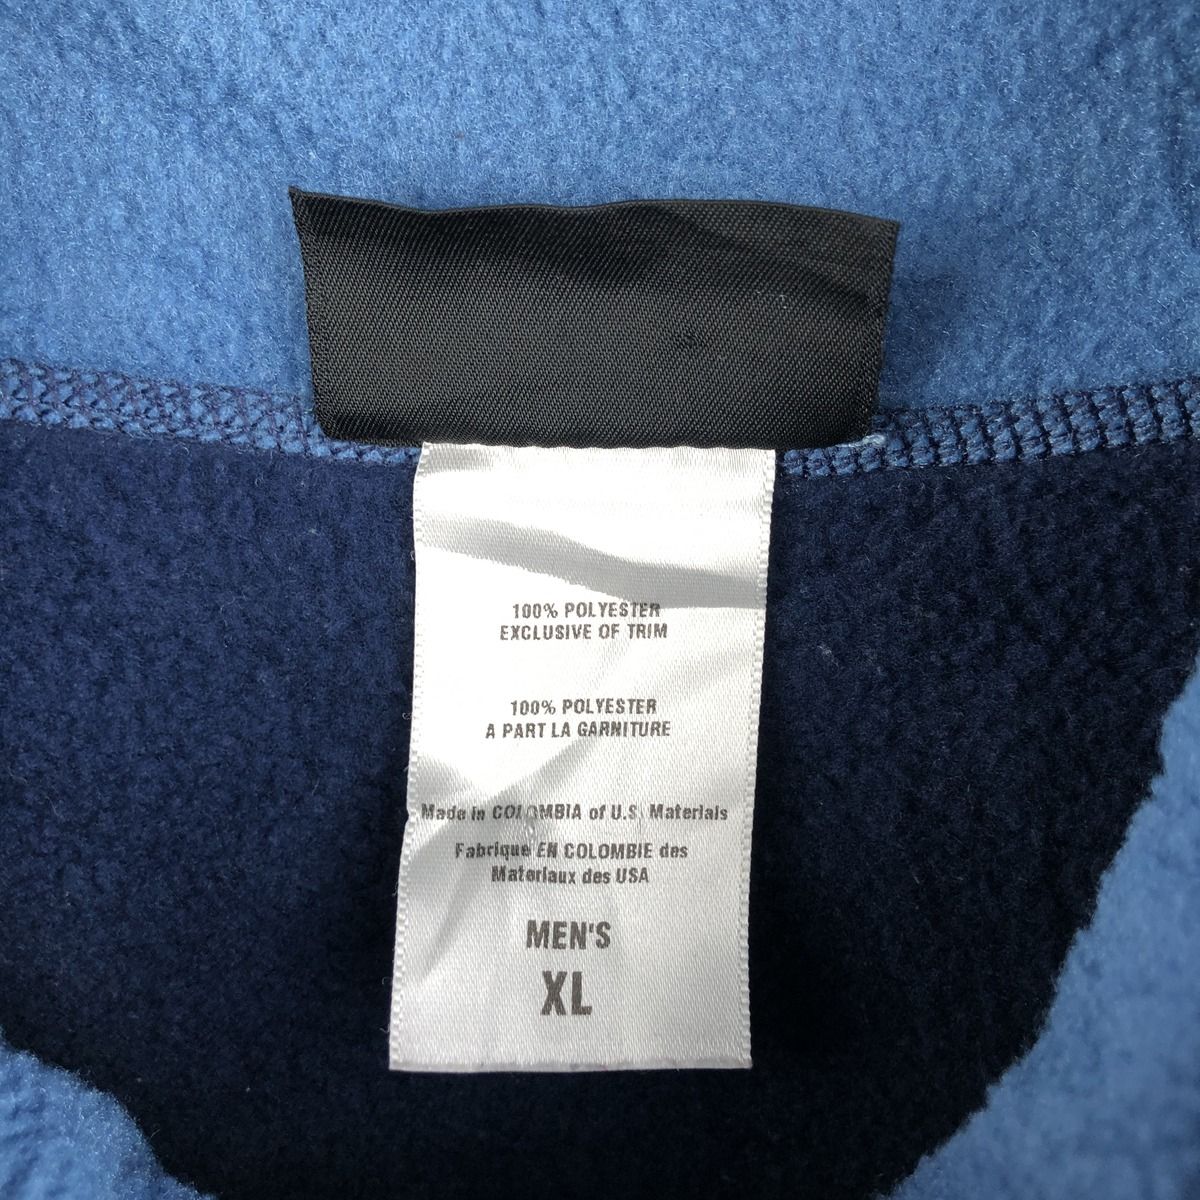 100% POLYESTER
EXCLUSIVE OF TRIM
100% POLYESTER
A PART LA GARNITURE
Made in COLOMBIA of U.S. Materials
Fabrique EN COLOMBIE des
Materiaux des USA
MEN'S
XL